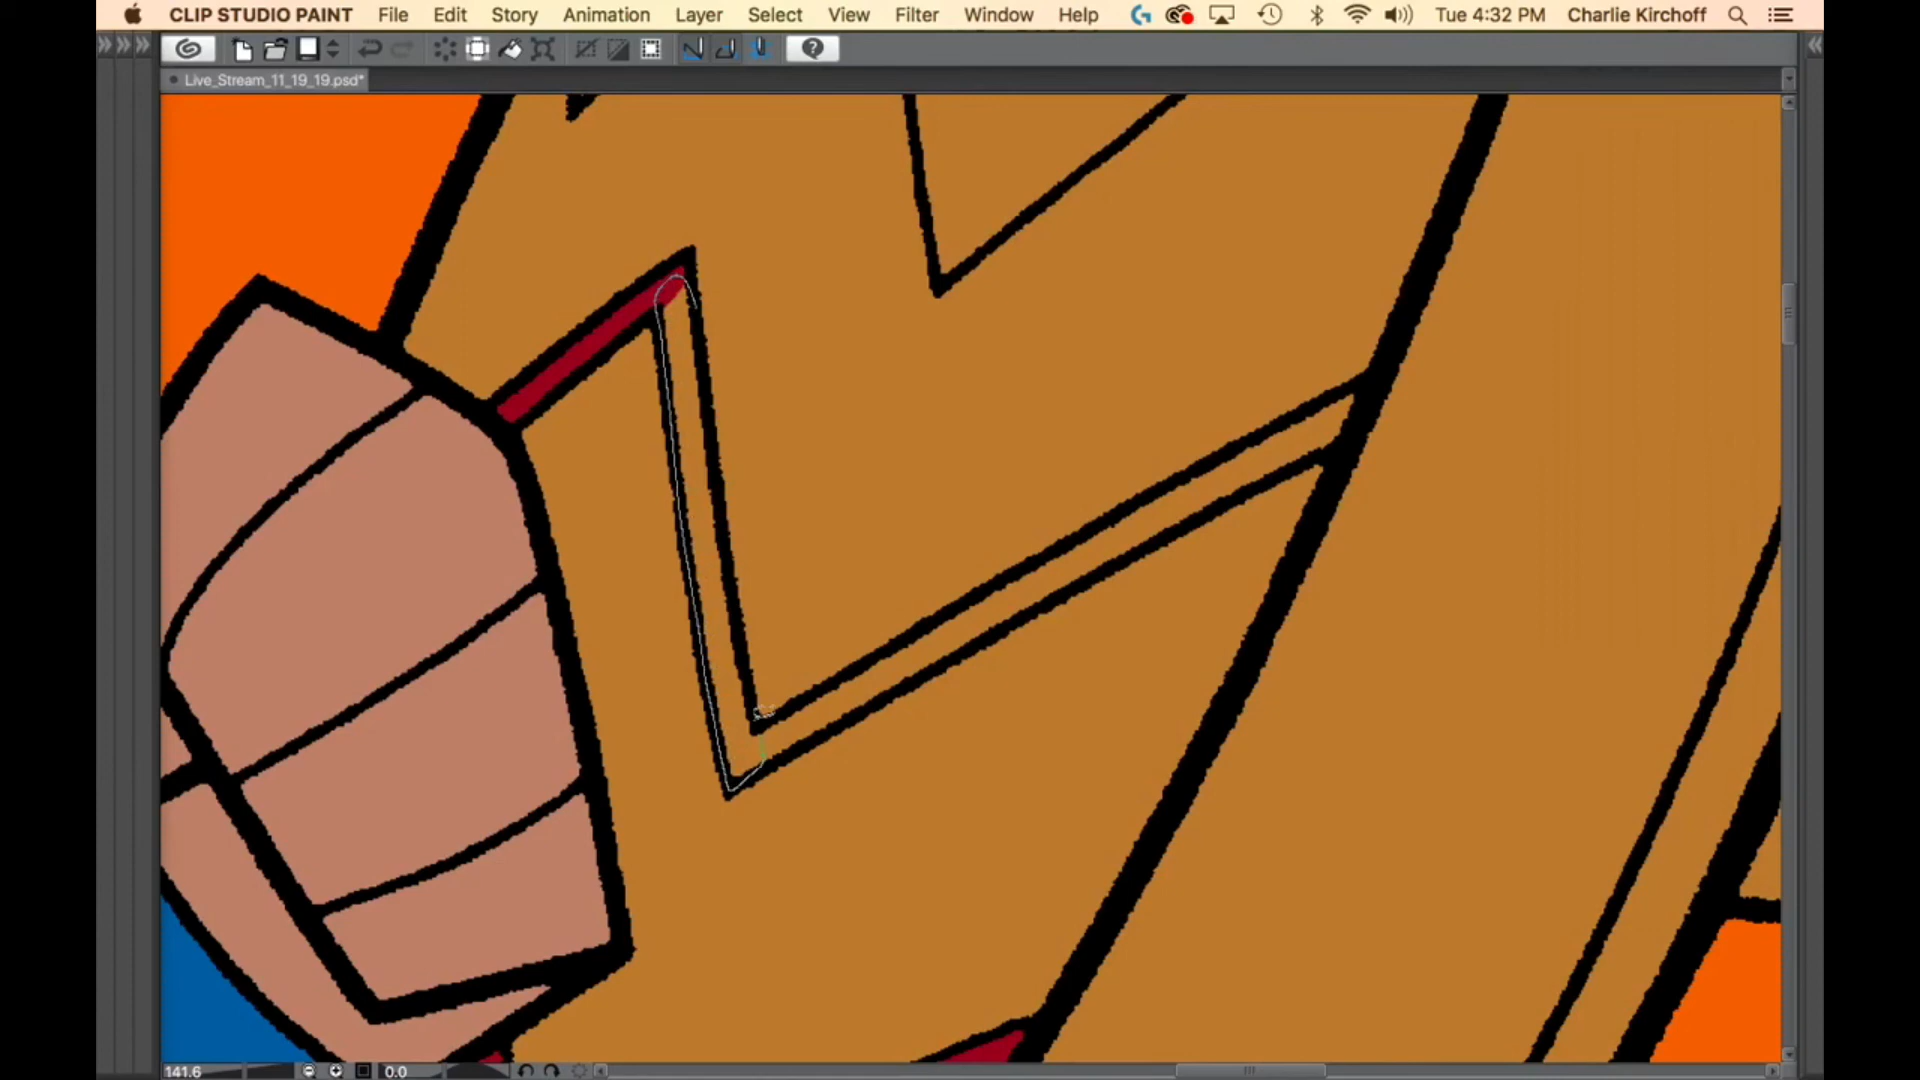 CLIP STUDIO PAINT File Edit Story Animation Layer Select View Filter Window Help Tue 4:32 PM Charlie Kirchoff
Live_Stream_11_19_19.psd*
141.6 0.0